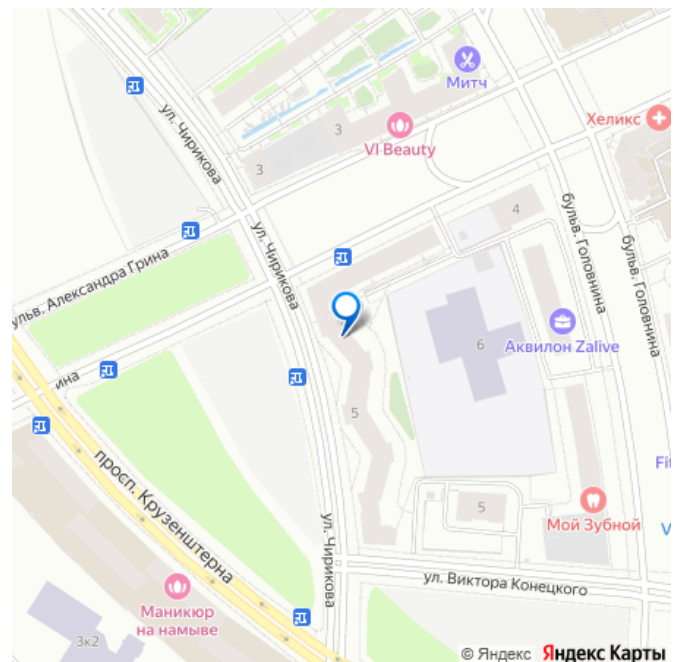 Митч
Хеликс
ул. Чирикова
3
VI Beauty
3
4
бульв. Головнина
бульв. Головнина
ульв. Александра Грина
ул. Чирикова
Аквилон Zalive
6
ина
5
Fit
просп. Крузенштерна
5
Мой Зубной
V
ул. Чирикова
ул. Виктора Конецкого
Маникюр
на намыве
3к2
© Яндекс Яндекс Карты